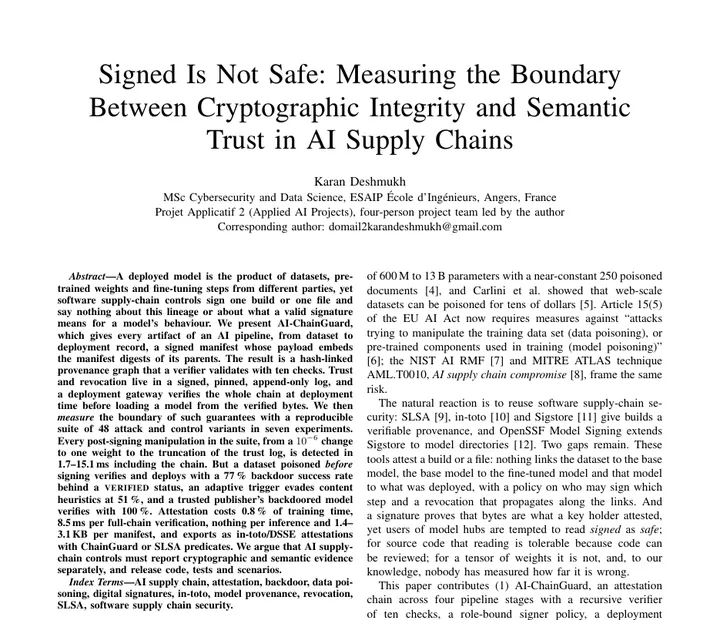 Signed Is Not Safe: Measuring the Boundary
Between Cryptographic Integrity and Semantic
Trust in AI Supply Chains
Karan Deshmukh
MSc Cybersecurity and Data Science, ESAIP École d'Ingénieurs, Angers, France
Projet Applicatif 2 (Applied AI Projects), four-person project team led by the author
Corresponding author: domail2karandeshmukh@gmail.com
Abstract—A deployed model is the product of datasets, pre-
trained weights and fine-tuning steps from different parties, yet
software supply-chain controls sign one build or one file and
say nothing about this lineage or about what a valid signature
means for a model's behaviour. We present AI-ChainGuard,
which gives every artifact of an AI pipeline, from dataset to
deployment record, a signed manifest whose payload embeds
the manifest digests of its parents. The result is a hash-linked
provenance graph that a verifier validates with ten checks. Trust
and revocation live in a signed, pinned, append-only log, and
a deployment gateway verifies the whole chain at deployment
time before loading a model from the verified bytes. We then
measure the boundary of such guarantees with a reproducible
suite of 48 attack and control variants in seven experiments.
Every post-signing manipulation in the suite, from a 10⁻⁶ change
to one weight to the truncation of the trust log, is detected in
1.7–15.1 ms including the chain. But a dataset poisoned before
signing verifies and deploys with a 77 % backdoor success rate
behind a VERIFIED status, an adaptive trigger evades content
heuristics at 51 %, and a trusted publisher's backdoored model
verifies with 100 %. Attestation costs 0.8 % of training time,
8.5 ms per full-chain verification, nothing per inference and 1.4–
3.1 KB per manifest, and exports as in-toto/DSSE attestations
with ChainGuard or SLSA predicates. We argue that AI supply-
chain controls must report cryptographic and semantic evidence
separately, and release code, tests and scenarios.
Index Terms—AI supply chain, attestation, backdoor, data poi-
soning, digital signatures, in-toto, model provenance, revocation,
SLSA, software supply chain security.
of 600 M to 13 B parameters with a near-constant 250 poisoned
documents [4], and Carlini et al. showed that web-scale
datasets can be poisoned for tens of dollars [5]. Article 15(5)
of the EU AI Act now requires measures against "attacks
trying to manipulate the training data set (data poisoning), or
pre-trained components used in training (model poisoning)"
[6]; the NIST AI RMF [7] and MITRE ATLAS technique
AML.T0010, AI supply chain compromise [8], frame the same
risk.
The natural reaction is to reuse software supply-chain se-
curity: SLSA [9], in-toto [10] and Sigstore [11] give builds a
verifiable provenance, and OpenSSF Model Signing extends
Sigstore to model directories [12]. Two gaps remain. These
tools attest a build or a file: nothing links the dataset to the base
model, the base model to the fine-tuned model and that model
to what was deployed, with a policy on who may sign which
step and a revocation that propagates along the links. And
a signature proves that bytes are what a key holder attested,
yet users of model hubs are tempted to read signed as safe;
for source code that reading is tolerable because code can
be reviewed; for a tensor of weights it is not, and, to our
knowledge, nobody has measured how far it is wrong.
This paper contributes (1) AI-ChainGuard, an attestation
chain across four pipeline stages with a recursive verifier
of ten checks, a role-bound signer policy, a deployment